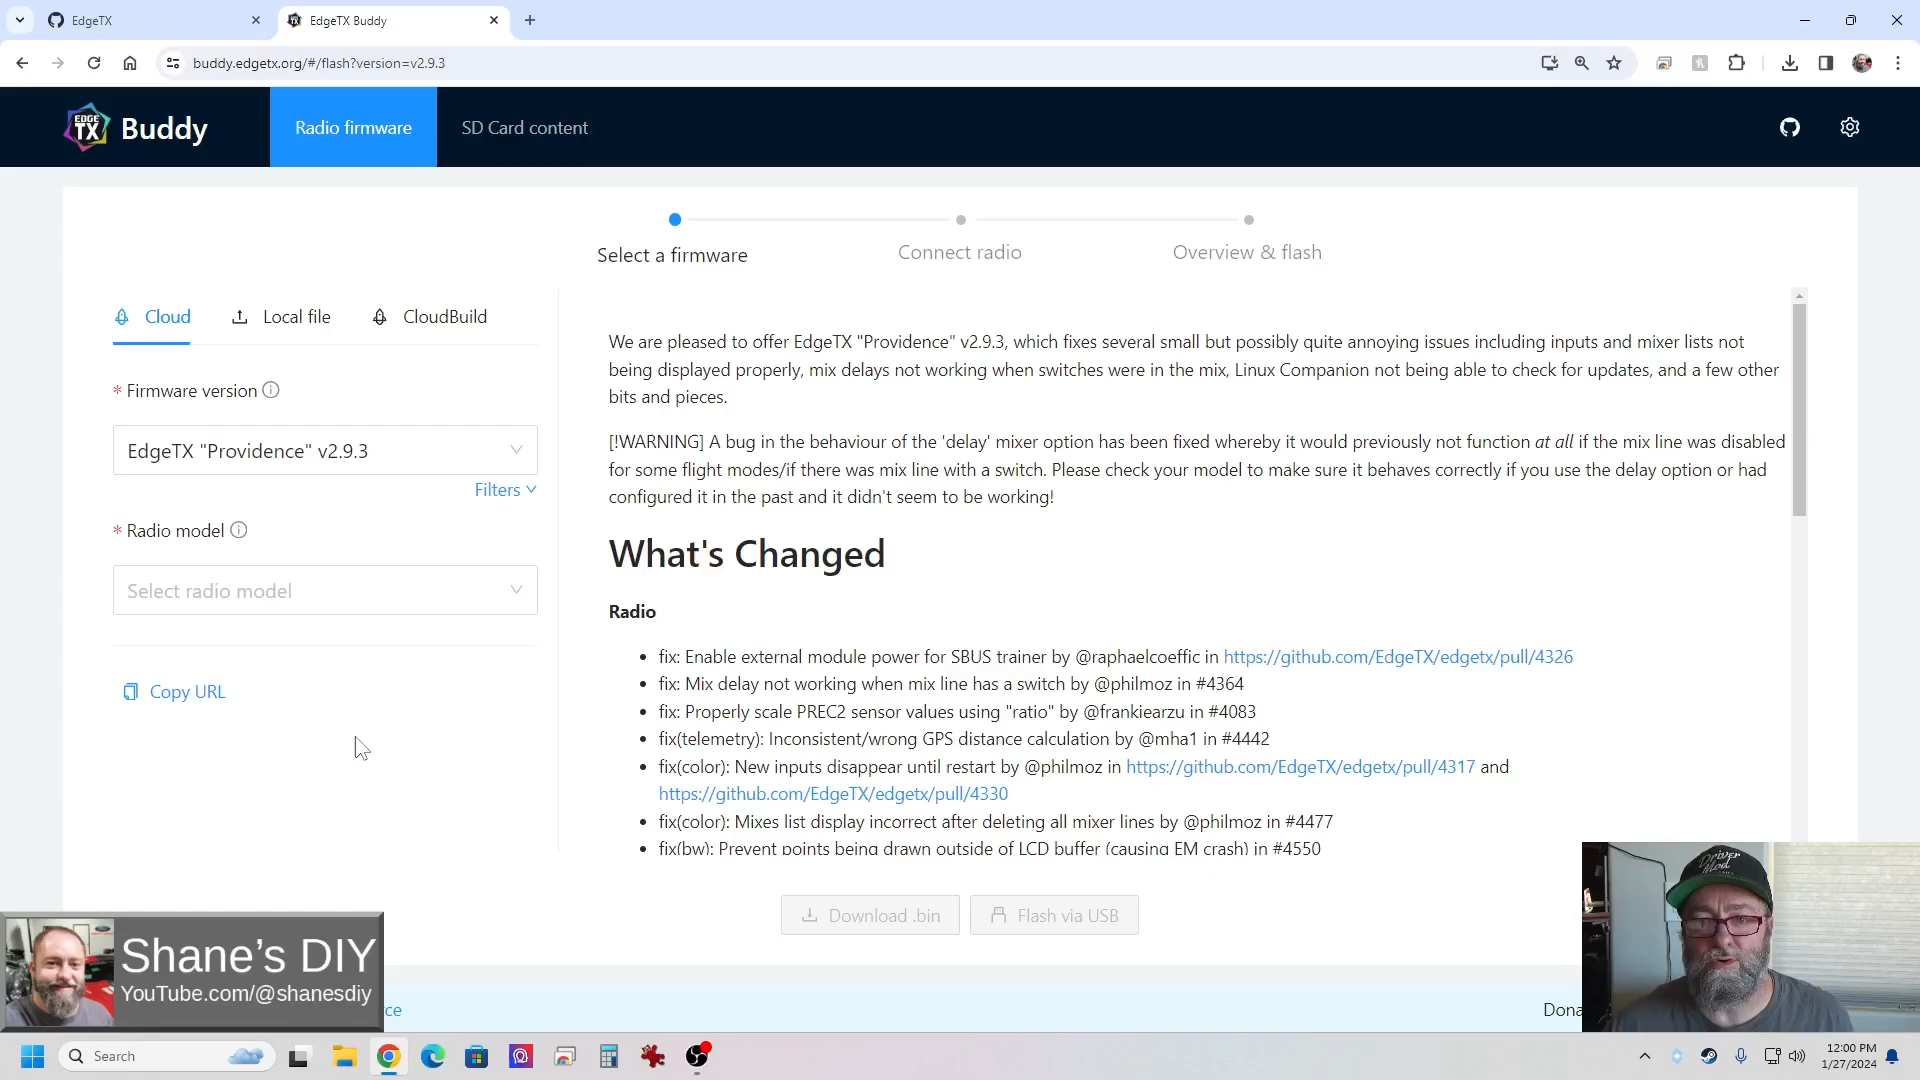 EdgeTX
EdgeTX Buddy
buddy.edgetx.org/#/flash?version=v2.9.3
EDGE
TX
Buddy
Radio firmware
SD Card content
Select a firmware
Connect radio
Overview & flash
Cloud
Local file
CloudBuild
* Firmware version
EdgeTX "Providence" v2.9.3
Filters
* Radio model
Select radio model
Copy URL
We are pleased to offer EdgeTX "Providence" v2.9.3, which fixes several small but possibly quite annoying issues including inputs and mixer lists not
being displayed properly, mix delays not working when switches were in the mix, Linux Companion not being able to check for updates, and a few other
bits and pieces.
[!WARNING] A bug in the behaviour of the 'delay' mixer option has been fixed whereby it would previously not function at all if the mix line was disabled
for some flight modes/if there was mix line with a switch. Please check your model to make sure it behaves correctly if you use the delay option or had
configured it in the past and it didn't seem to be working!
What's Changed
Radio
• fix: Enable external module power for SBUS trainer by @raphaelcoeffic in https://github.com/EdgeTX/edgetx/pull/4326
• fix: Mix delay not working when mix line has a switch by @philmoz in #4364
• fix: Properly scale PREC2 sensor values using "ratio" by @frankiearzu in #4083
• fix(telemetry): Inconsistent/wrong GPS distance calculation by @mha1 in #4442
• fix(color): New inputs disappear until restart by @philmoz in https://github.com/EdgeTX/edgetx/pull/4317 and
https://github.com/EdgeTX/edgetx/pull/4330
• fix(color): Mixes list display incorrect after deleting all mixer lines by @philmoz in #4477
• fix(bw): Prevent points being drawn outside of LCD buffer (causing EM crash) in #4550
Download .bin
Flash via USB
Shane's DIY
YouTube.com/@shanesdiy
ce
Dona
Driver
Mod
Search
12:00 PM
1/27/2024